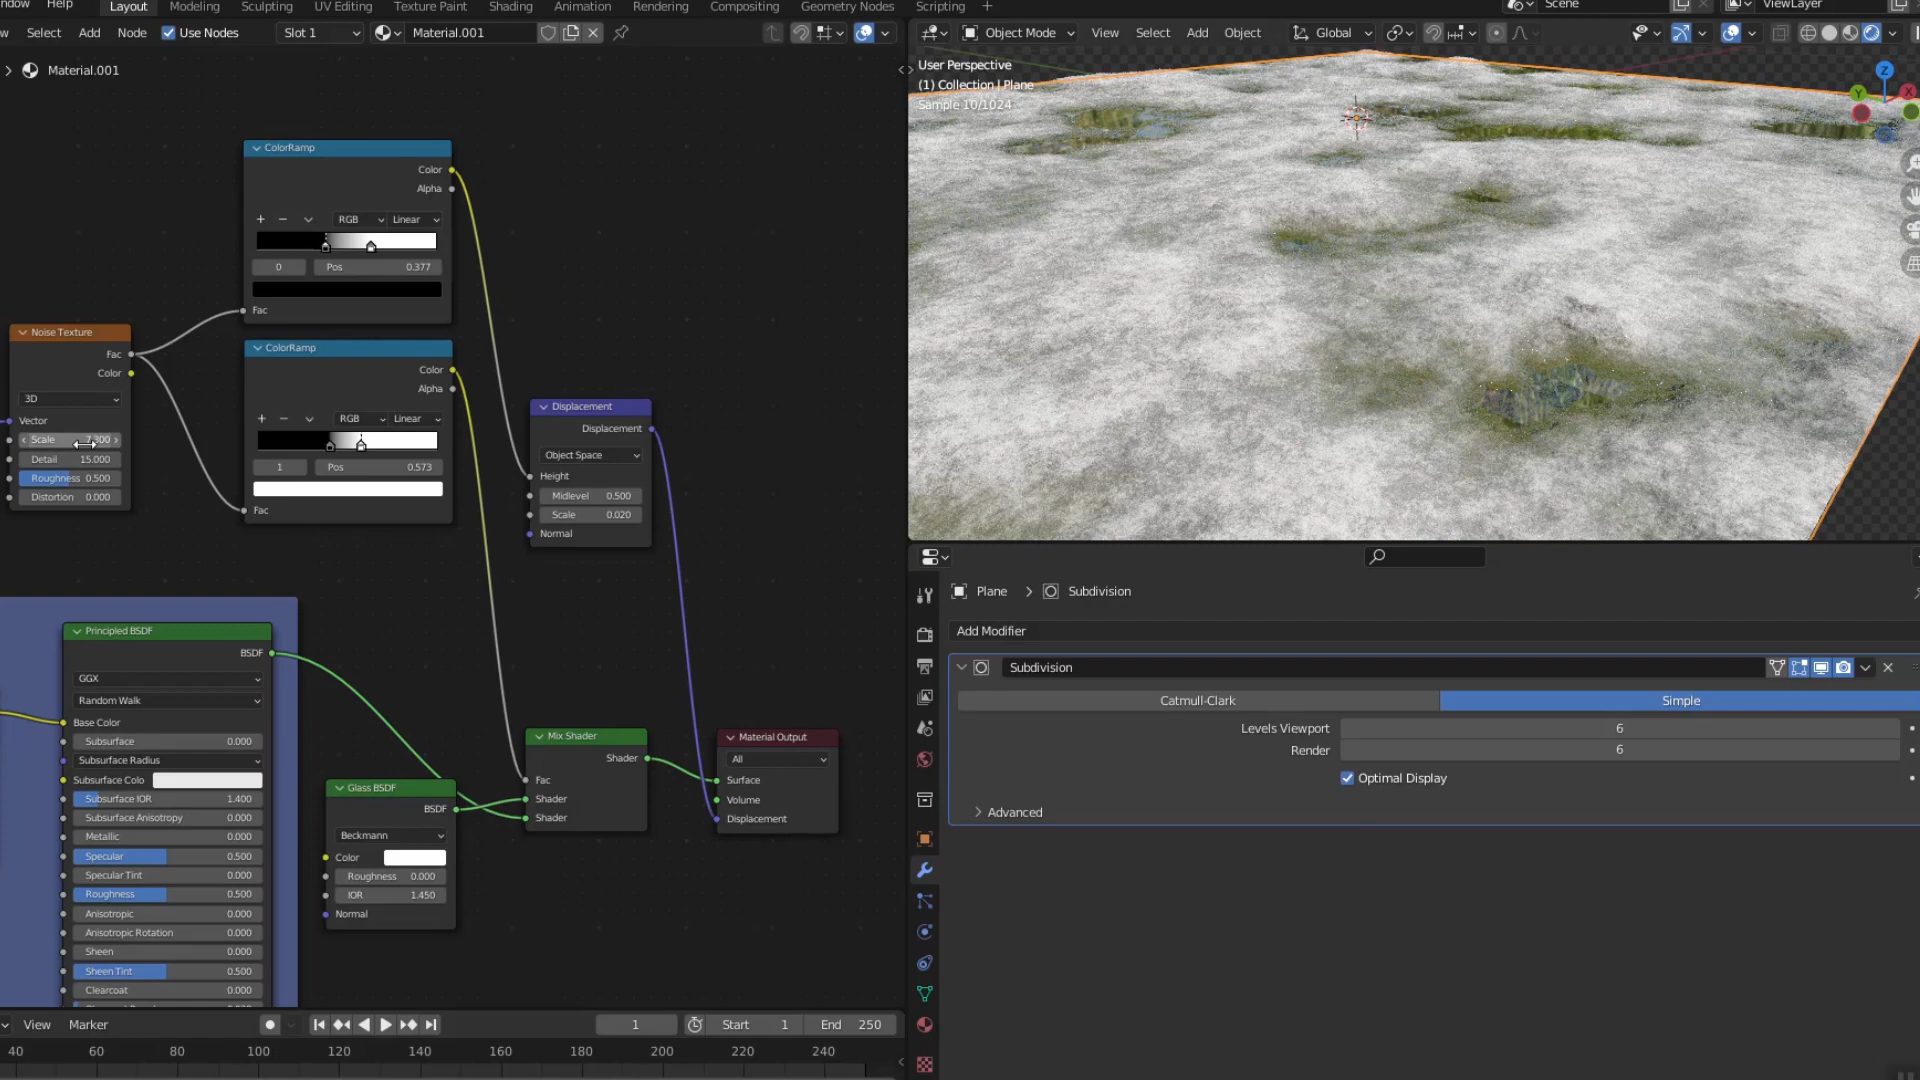 ndow Help Layout Modeling Sculpting UV Editing Texture Paint Shading Animation Rendering Compositing Geometry Nodes Scripting + Scene ViewLayer
w Select Add Node Use Nodes Slot 1 Material.001
Object Mode View Select Add Object Global
Material.001
User Perspective
(1) Collection | Plane
Sample 10/1024
Z
Y
X
ColorRamp
Color
Alpha
+ − RGB Linear
0 Pos 0.377
Fac
Noise Texture
Fac
Color
3D
Vector
Scale 7.300
Detail 15.000
Roughness 0.500
Distortion 0.000
ColorRamp
Color
Alpha
+ − RGB Linear
1 Pos 0.573
Fac
Displacement
Displacement
Object Space
Height
Midlevel 0.500
Scale 0.020
Normal
Principled BSDF
BSDF
GGX
Random Walk
Base Color
Subsurface 0.000
Subsurface Radius
Subsurface Colo
Subsurface IOR 1.400
Subsurface Anisotropy 0.000
Metallic 0.000
Specular 0.500
Specular Tint 0.000
Roughness 0.500
Anisotropic 0.000
Anisotropic Rotation 0.000
Sheen 0.000
Sheen Tint 0.500
Clearcoat 0.000
Glass BSDF
BSDF
Beckmann
Color
Roughness 0.000
IOR 1.450
Normal
Mix Shader
Shader
Fac
Shader
Shader
Material Output
All
Surface
Volume
Displacement
Plane > Subdivision
Add Modifier
Subdivision
Catmull-Clark Simple
Levels Viewport 6
Render 6
Optimal Display
Advanced
View Marker 1 Start 1 End 250
40 60 80 100 120 140 160 180 200 220 240